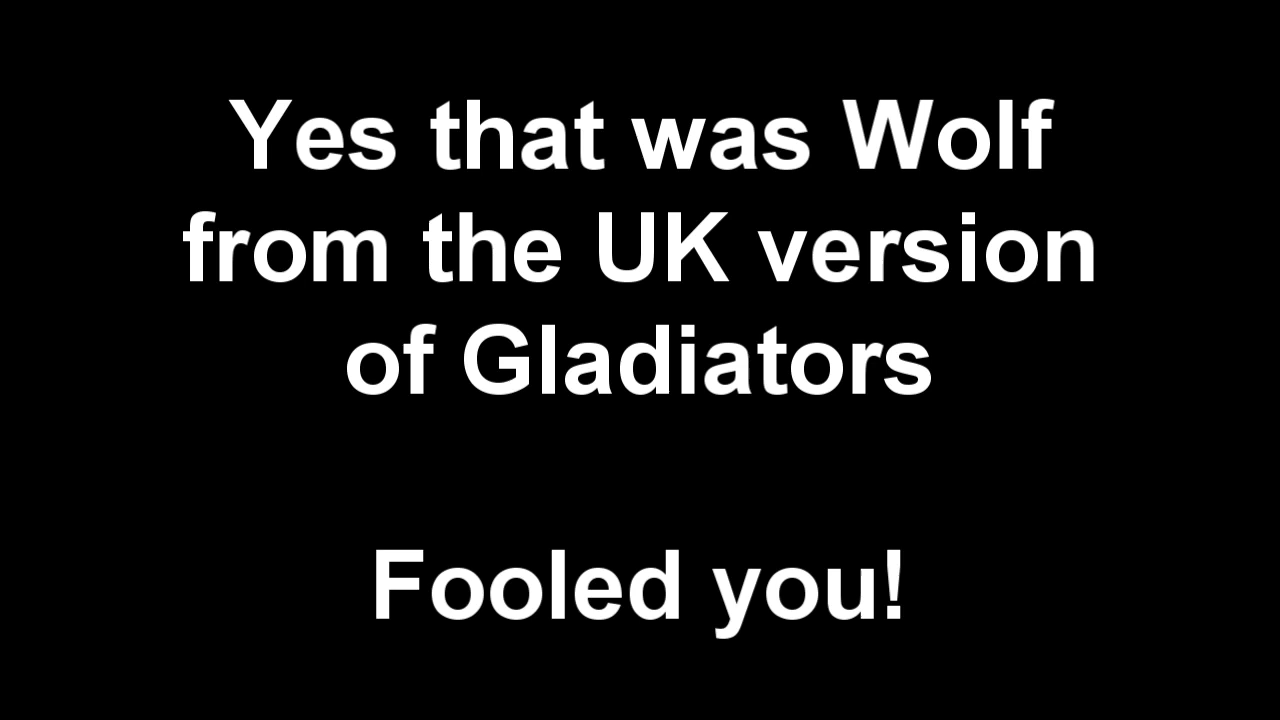 Yes that was Wolf
from the UK version
of Gladiators
Fooled you!